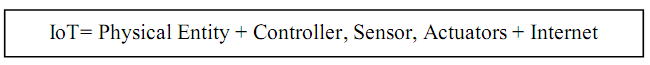 IoT= Physical Entity + Controller, Sensor, Actuators + Internet